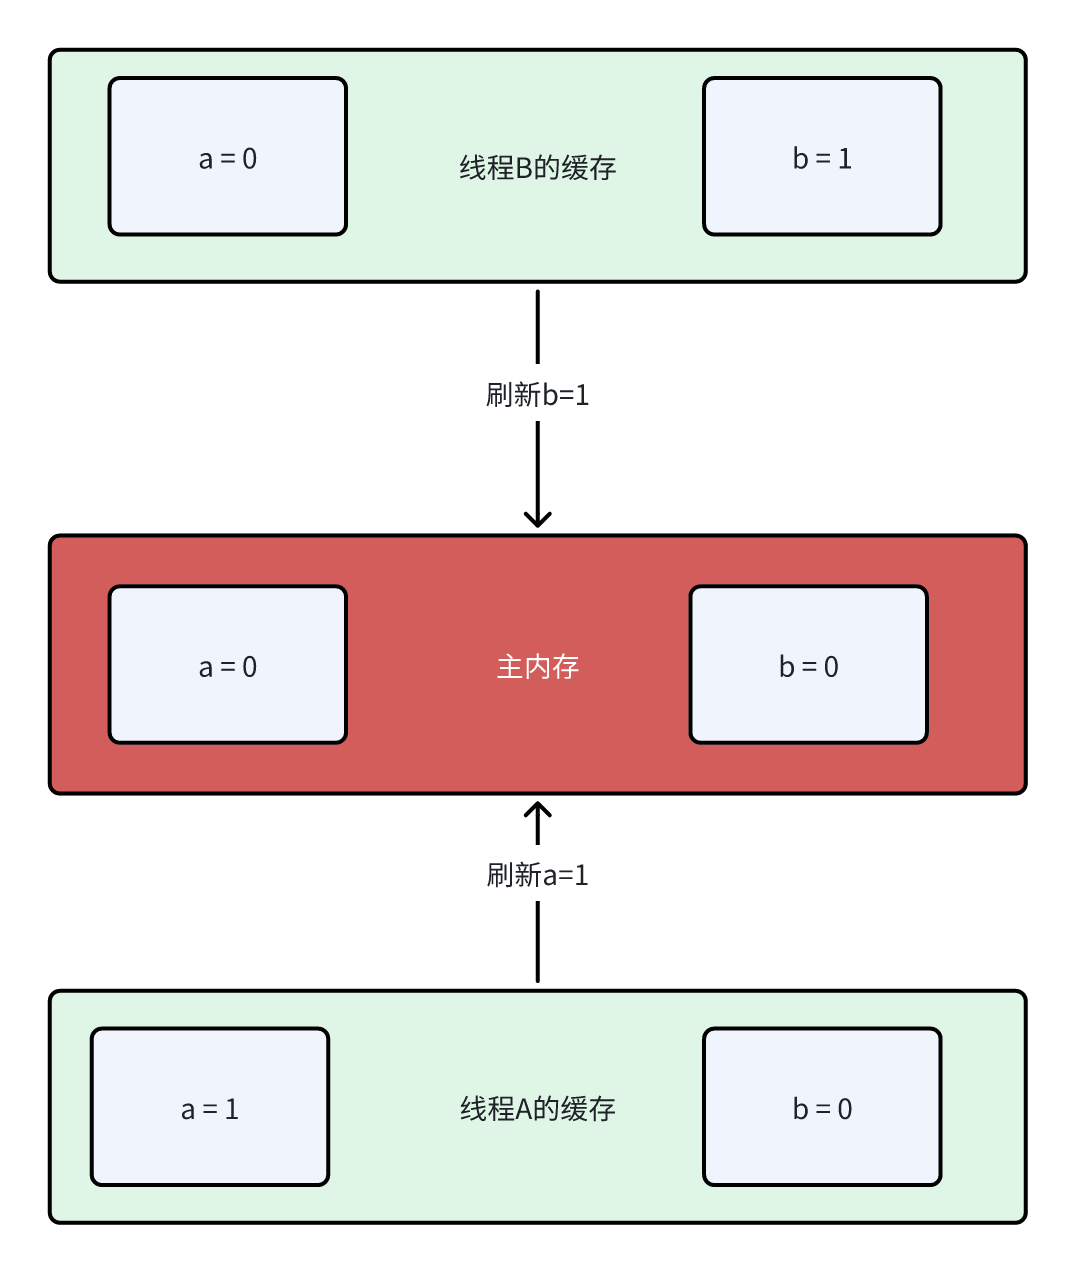 a = 0
线程B的缓存
b = 1
刷新b=1
a = 0
主内存
b = 0
刷新a=1
a = 1
线程A的缓存
b = 0